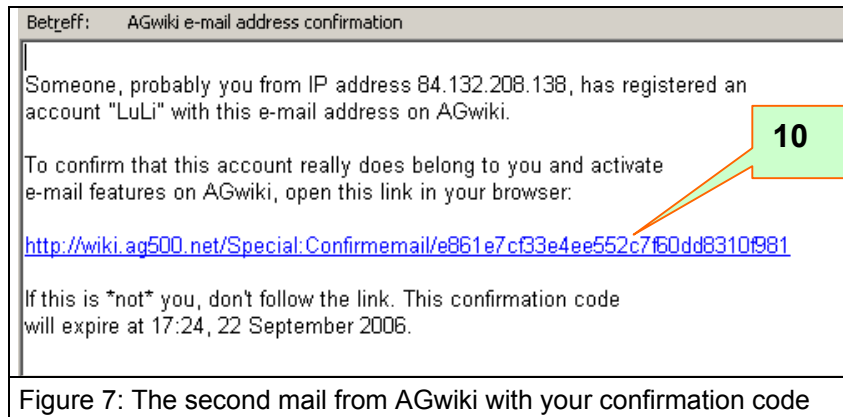 Betreff: AGwiki e-mail address confirmation
Someone, probably you from IP address 84.132.208.138, has registered an
account "LuLi" with this e-mail address on AGwiki.
10
To confirm that this account really does belong to you and activate
e-mail features on AGwiki, open this link in your browser:
http://wiki.ag500.net/Special:Confirmemail/e861e7cf33e4ee552c7f60dd8310f981
If this is *not* you, don't follow the link. This confirmation code
will expire at 17:24, 22 September 2006.
Figure 7: The second mail from AGwiki with your confirmation code